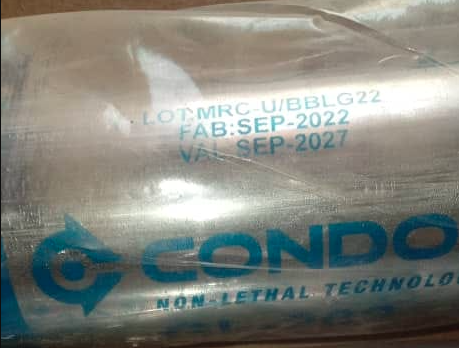 LOT:MRC-U/BBLG22
FAB:SEP-2022
VAL SEP-2027
CONDO
NON-LETHAL TECHNOLO